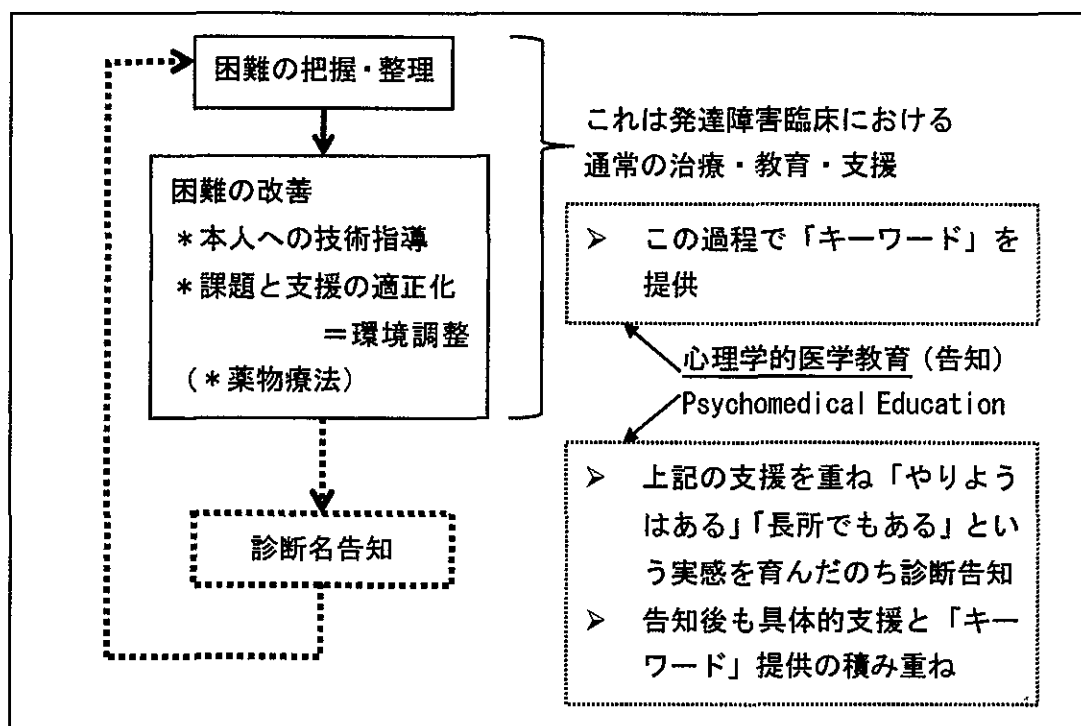 困難の把握・整理
困難の改善
＊本人への技術指導
＊課題と支援の適正化
＝環境調整
（＊薬物療法）
診断名告知
これは発達障害臨床における
通常の治療・教育・支援
➢ この過程で「キーワード」を
提供
心理学的医学教育（告知）
Psychomedical Education
➢ 上記の支援を重ね「やりよう
はある」「長所でもある」とい
う実感を育んだのち診断告知
➢ 告知後も具体的支援と「キー
ワード」提供の積み重ね